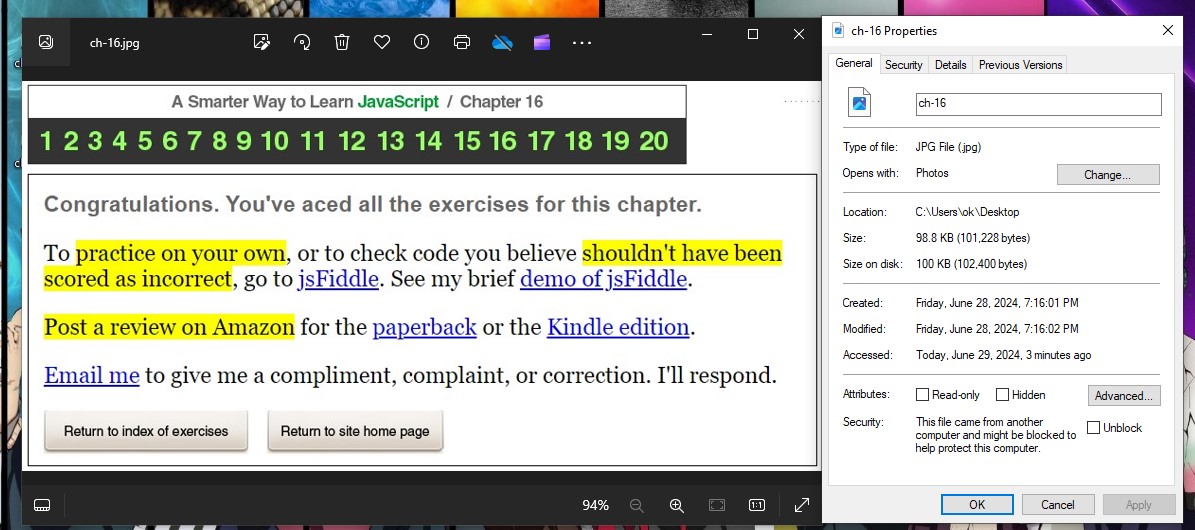 ch-16.jpg
A Smarter Way to Learn JavaScript / Chapter 16
1 2 3 4 5 6 7 8 9 10 11 12 13 14 15 16 17 18 19 20
Congratulations. You've aced all the exercises for this chapter.
To practice on your own, or to check code you believe shouldn't have been
scored as incorrect, go to jsFiddle. See my brief demo of jsFiddle.
Post a review on Amazon for the paperback or the Kindle edition.
Email me to give me a compliment, complaint, or correction. I'll respond.
Return to index of exercises Return to site home page
94%
ch-16 Properties
General Security Details Previous Versions
ch-16
Type of file: JPG File (.jpg)
Opens with: Photos Change...
Location: C:\Users\ok\Desktop
Size: 98.8 KB (101,228 bytes)
Size on disk: 100 KB (102,400 bytes)
Created: Friday, June 28, 2024, 7:16:01 PM
Modified: Friday, June 28, 2024, 7:16:02 PM
Accessed: Today, June 29, 2024, 3 minutes ago
Attributes: Read-only Hidden Advanced...
Security: This file came from another
computer and might be blocked to
help protect this computer.
Unblock
OK Cancel Apply